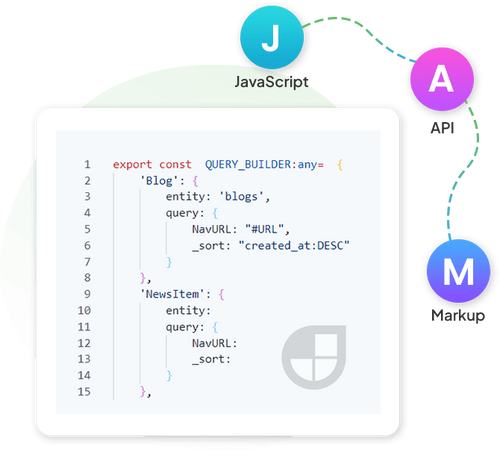 J
JavaScript
A
API
M
Markup
1 export const QUERY_BUILDER:any= {
2 'Blog': {
3 entity: 'blogs',
4 query: {
5 NavURL: "#URL",
6 _sort: "created_at:DESC"
7 }
8 },
9 'NewsItem': {
10 entity:
11 query: {
12 NavURL:
13 _sort:
14 }
15 },